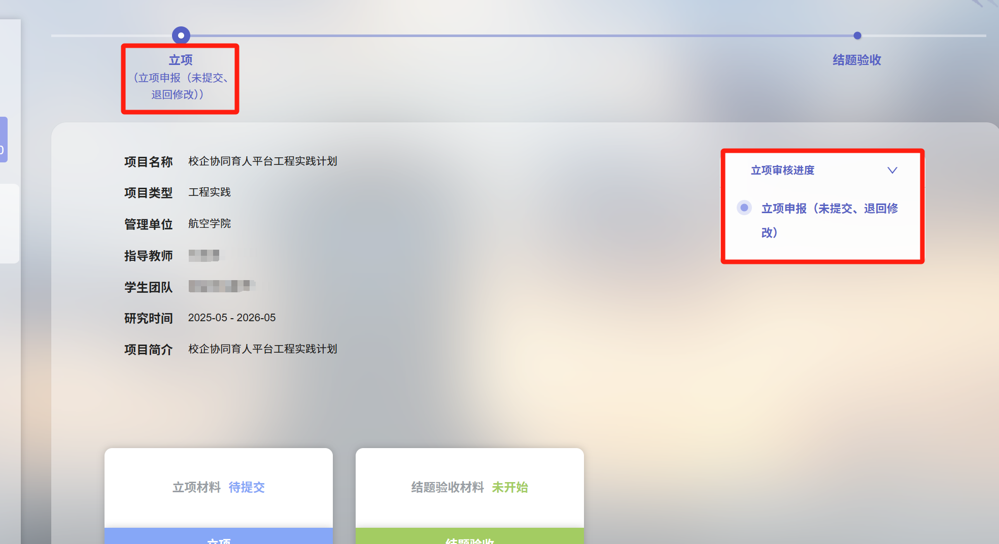 立项
（立项申报（未提交、
退回修改））
结题验收
项目名称 校企协同育人平台工程实践计划
项目类型 工程实践
管理单位 航空学院
指导教师
学生团队
研究时间 2025-05 - 2026-05
项目简介 校企协同育人平台工程实践计划
立项审核进度
立项申报（未提交、退回修
改）
立项材料 待提交
结题验收材料 未开始
立项
结题验收